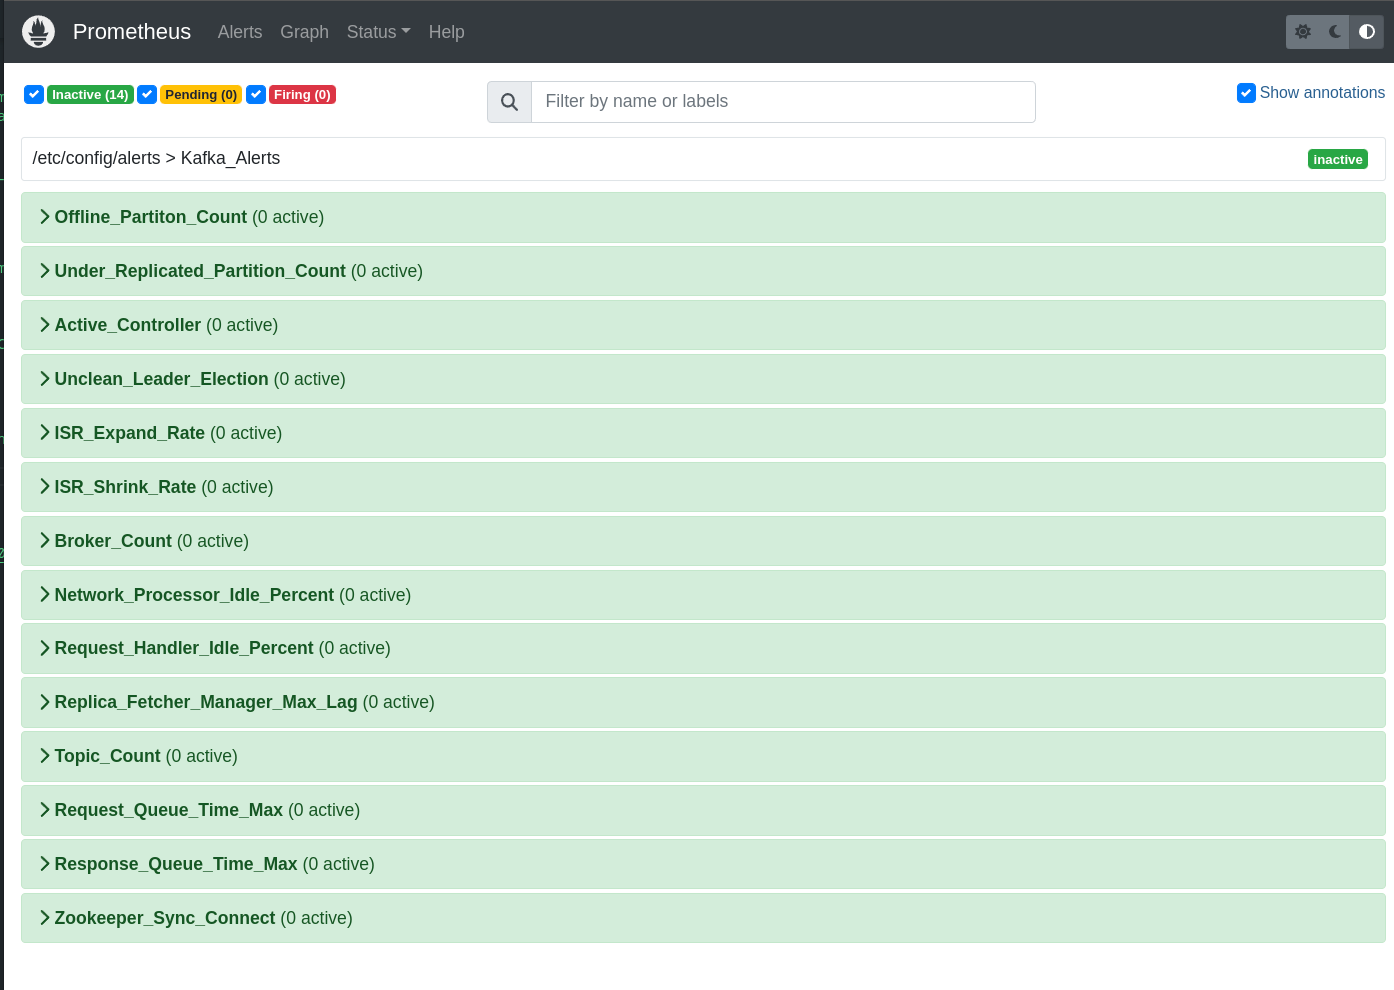 Prometheus Alerts Graph Status Help
Inactive (14) Pending (0) Firing (0) Filter by name or labels Show annotations
/etc/config/alerts > Kafka_Alerts inactive
Offline_Partiton_Count (0 active)
Under_Replicated_Partition_Count (0 active)
Active_Controller (0 active)
Unclean_Leader_Election (0 active)
ISR_Expand_Rate (0 active)
ISR_Shrink_Rate (0 active)
Broker_Count (0 active)
Network_Processor_Idle_Percent (0 active)
Request_Handler_Idle_Percent (0 active)
Replica_Fetcher_Manager_Max_Lag (0 active)
Topic_Count (0 active)
Request_Queue_Time_Max (0 active)
Response_Queue_Time_Max (0 active)
Zookeeper_Sync_Connect (0 active)